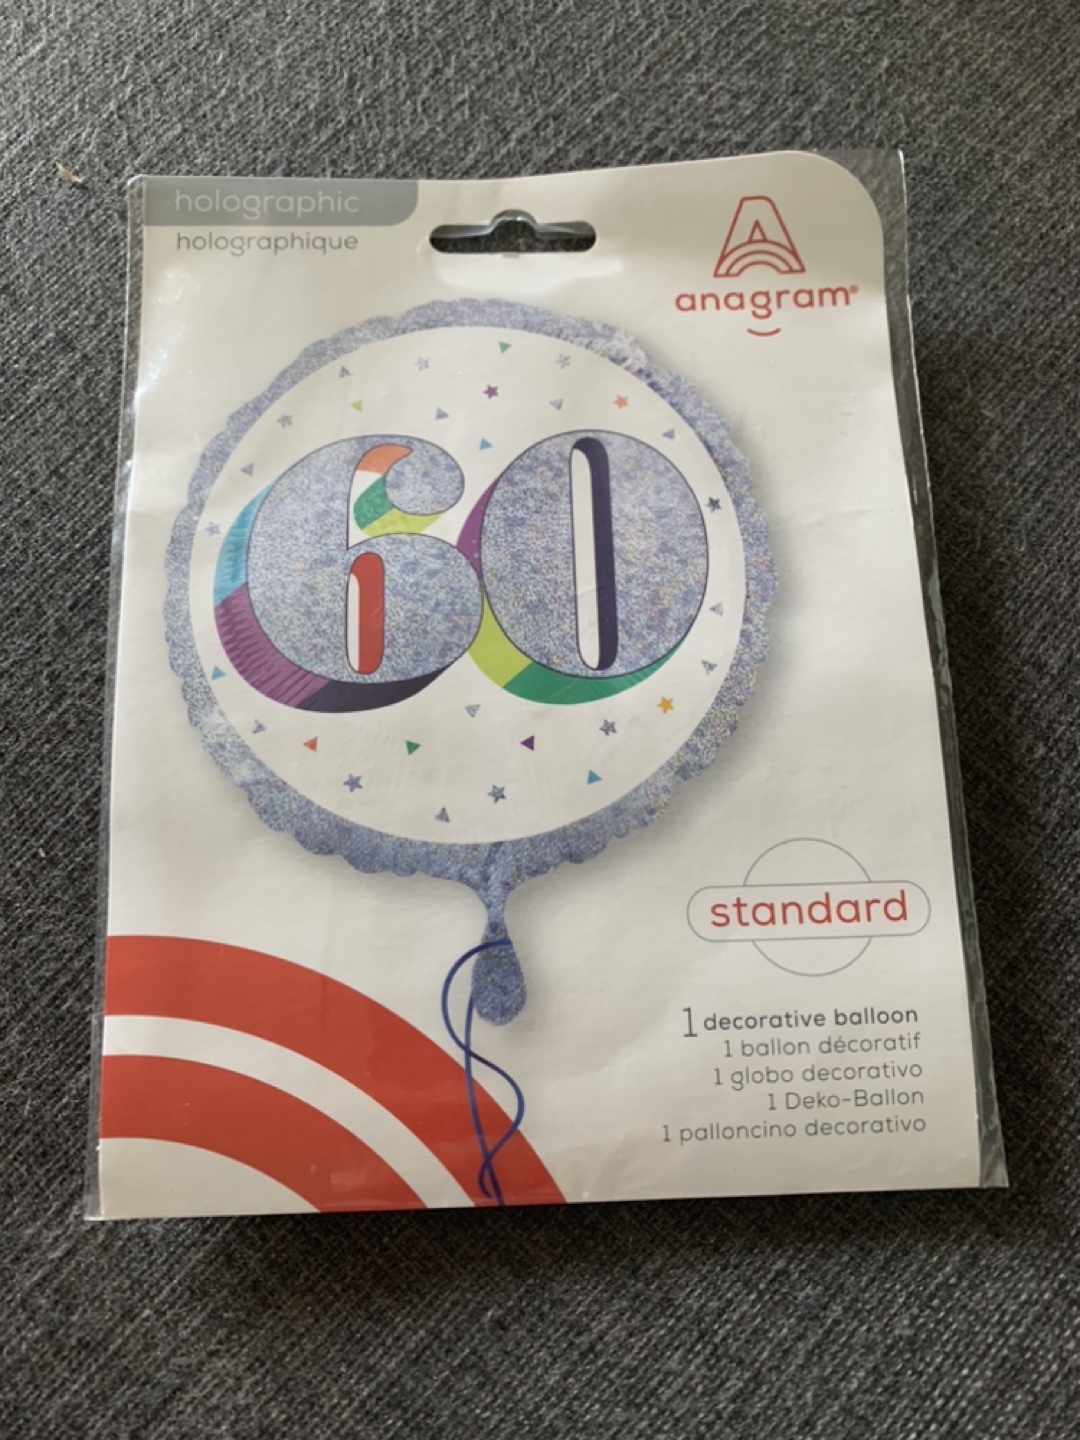 holographic
holographique
anagram®
60
standard
1 decorative balloon
1 ballon décoratif
1 globo decorativo
1 Deko-Ballon
1 palloncino decorativo